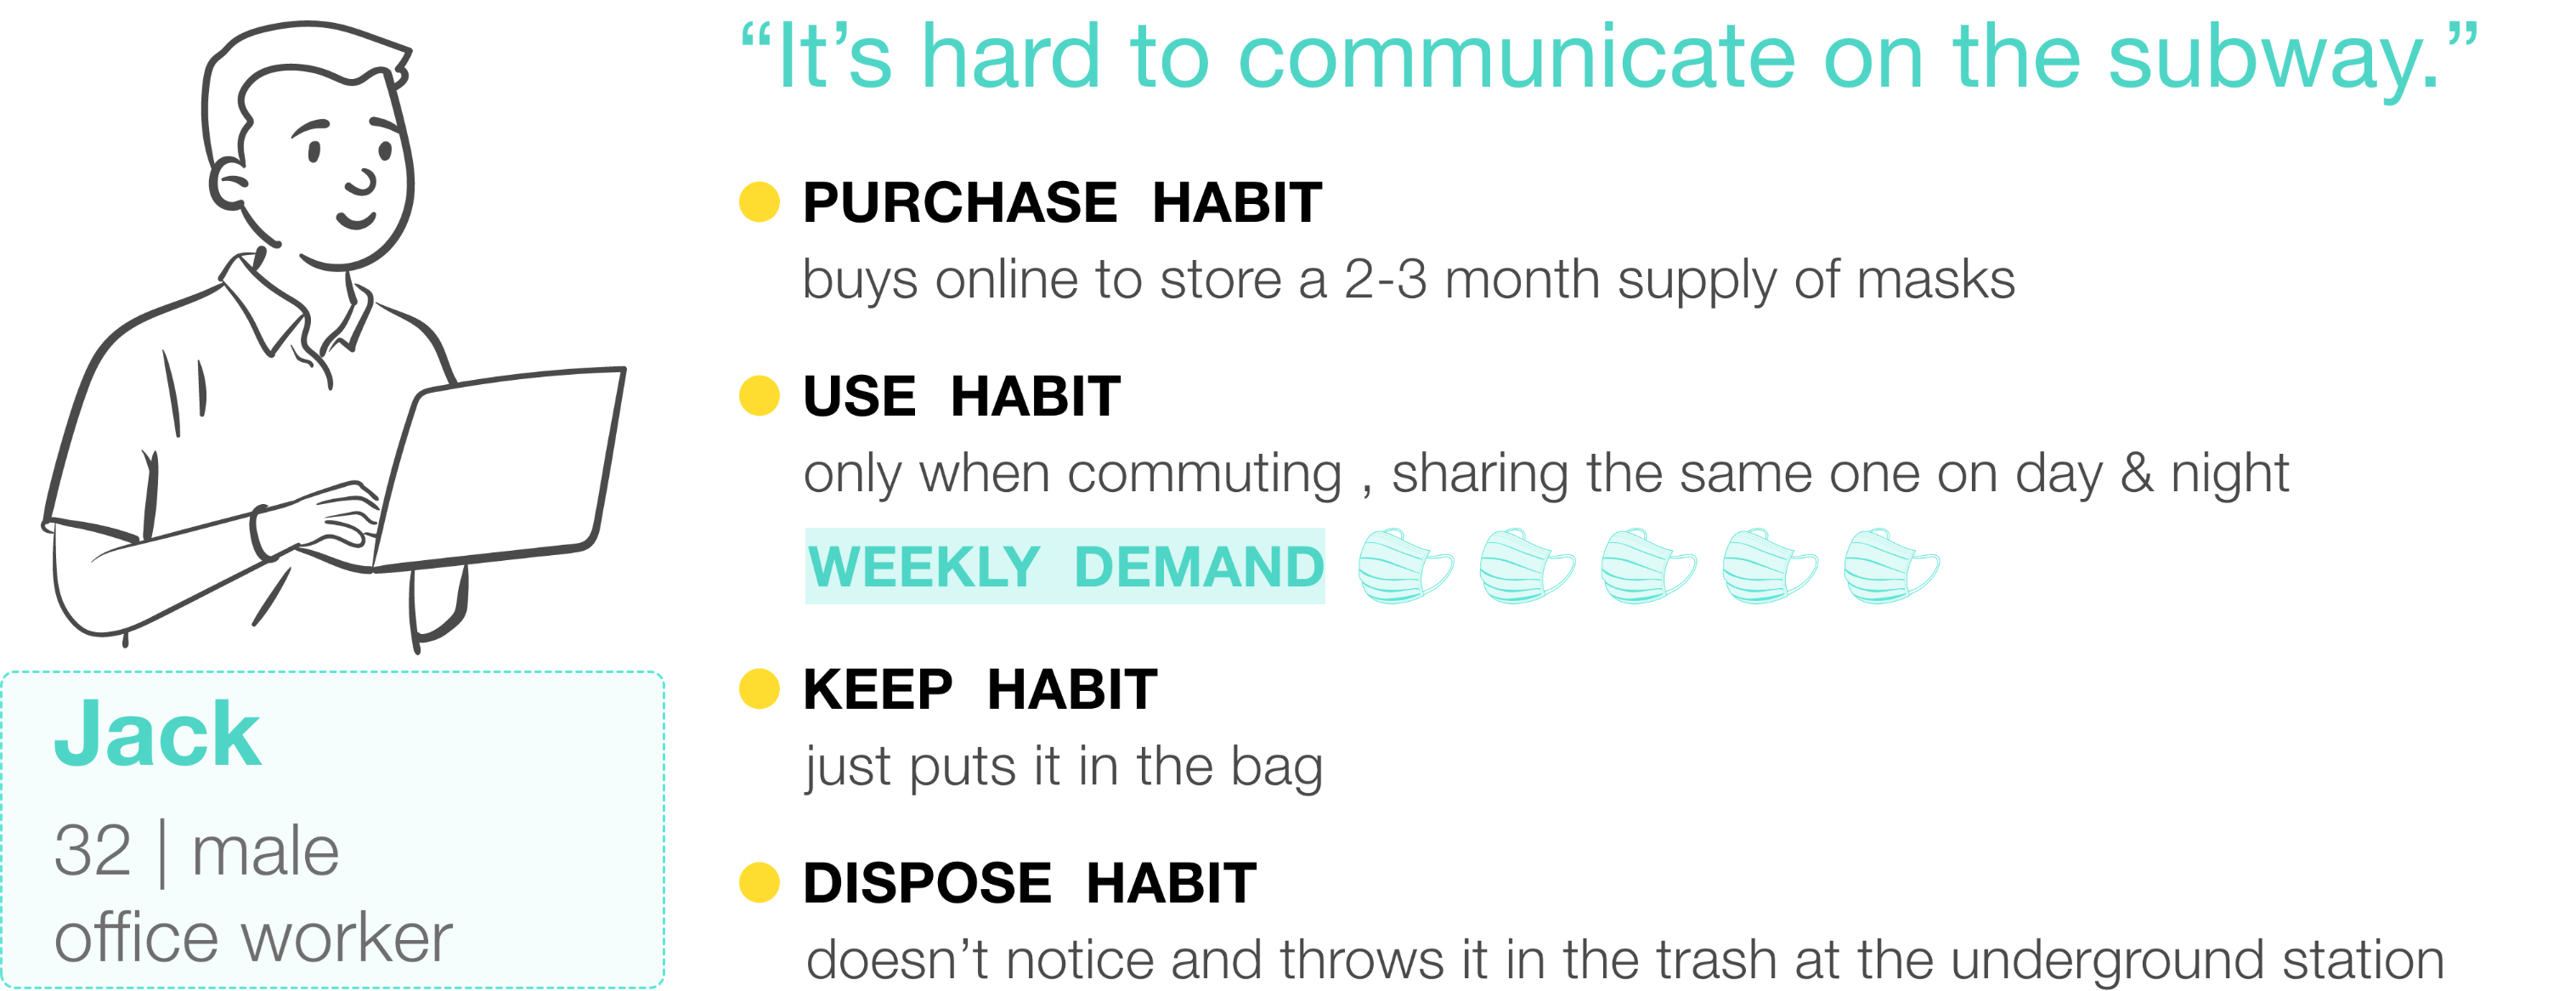 “It’s hard to communicate on the subway.”
PURCHASE HABIT
buys online to store a 2-3 month supply of masks
USE HABIT
only when commuting , sharing the same one on day & night
WEEKLY DEMAND
KEEP HABIT
just puts it in the bag
DISPOSE HABIT
doesn’t notice and throws it in the trash at the underground station
Jack
32 | male
office worker